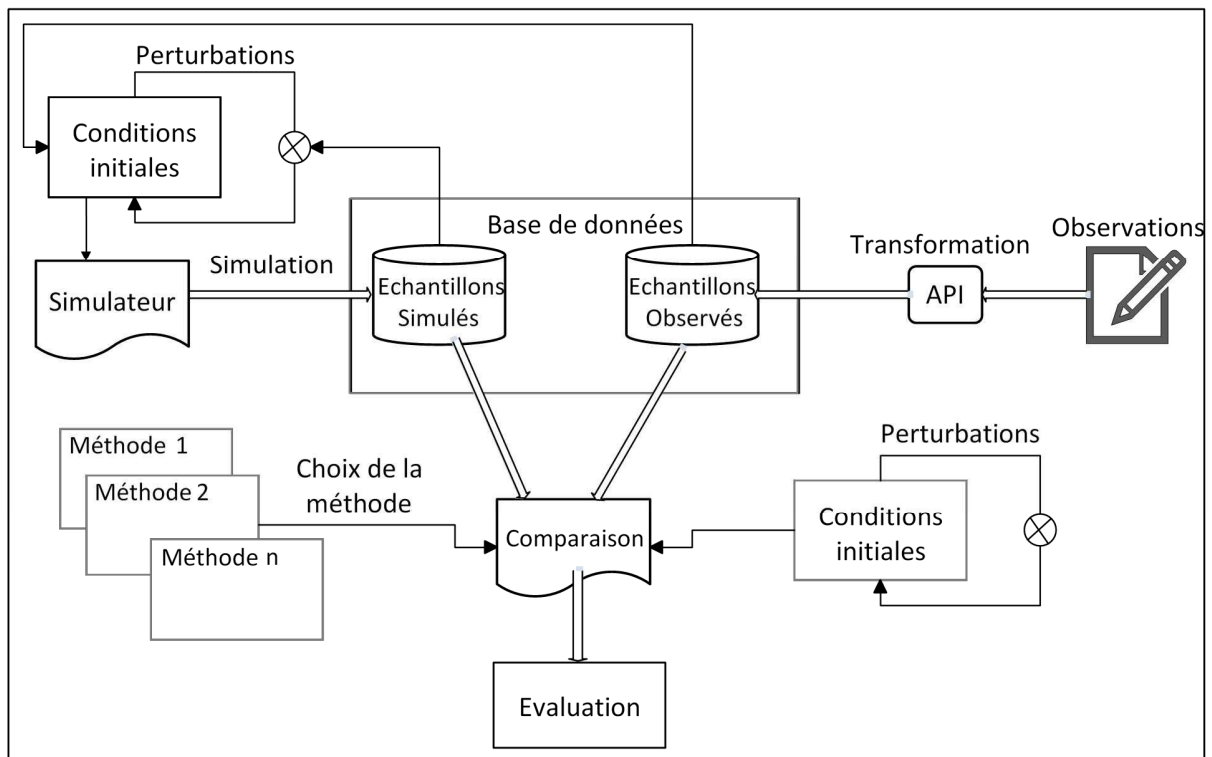 Perturbations
Conditions
initiales
Base de données
Observations
Transformation
Simulation
Simulateur
Echantillons
Simulés
Echantillons
Observés
API
Méthode 1
Méthode 2
Méthode n
Choix de la
méthode
Comparaison
Perturbations
Conditions
initiales
Evaluation